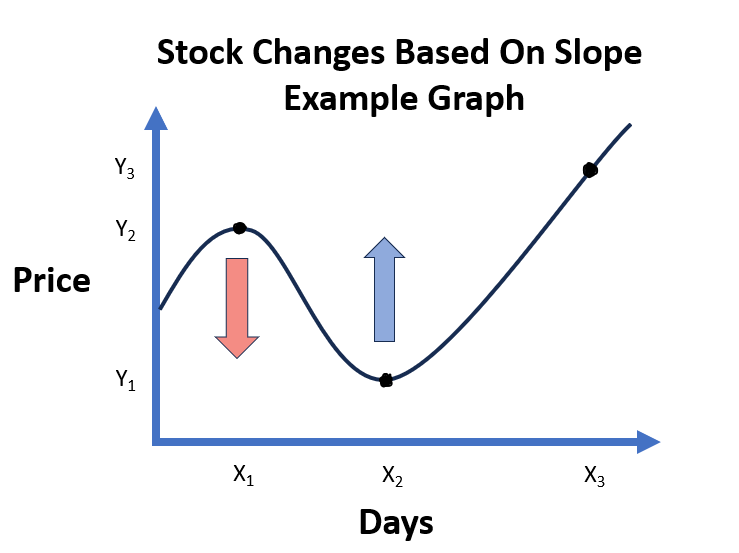 Stock Changes Based On Slope
Example Graph
Y₃
Y₂
Price
Y₁
X₁ X₂ X₃
Days